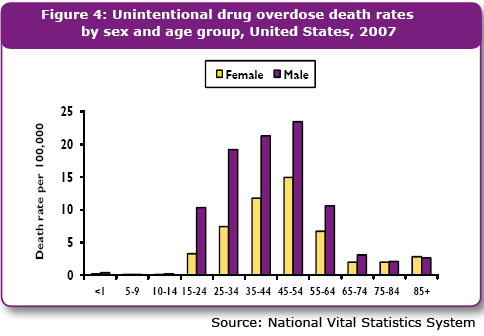 Figure 4: Unintentional drug overdose death rates
by sex and age group, United States, 2007
Female Male
Death rate per 100,000
25
20
15
10
5
0
<1 5-9 10-14 15-24 25-34 35-44 45-54 55-64 65-74 75-84 85+
Source: National Vital Statistics System